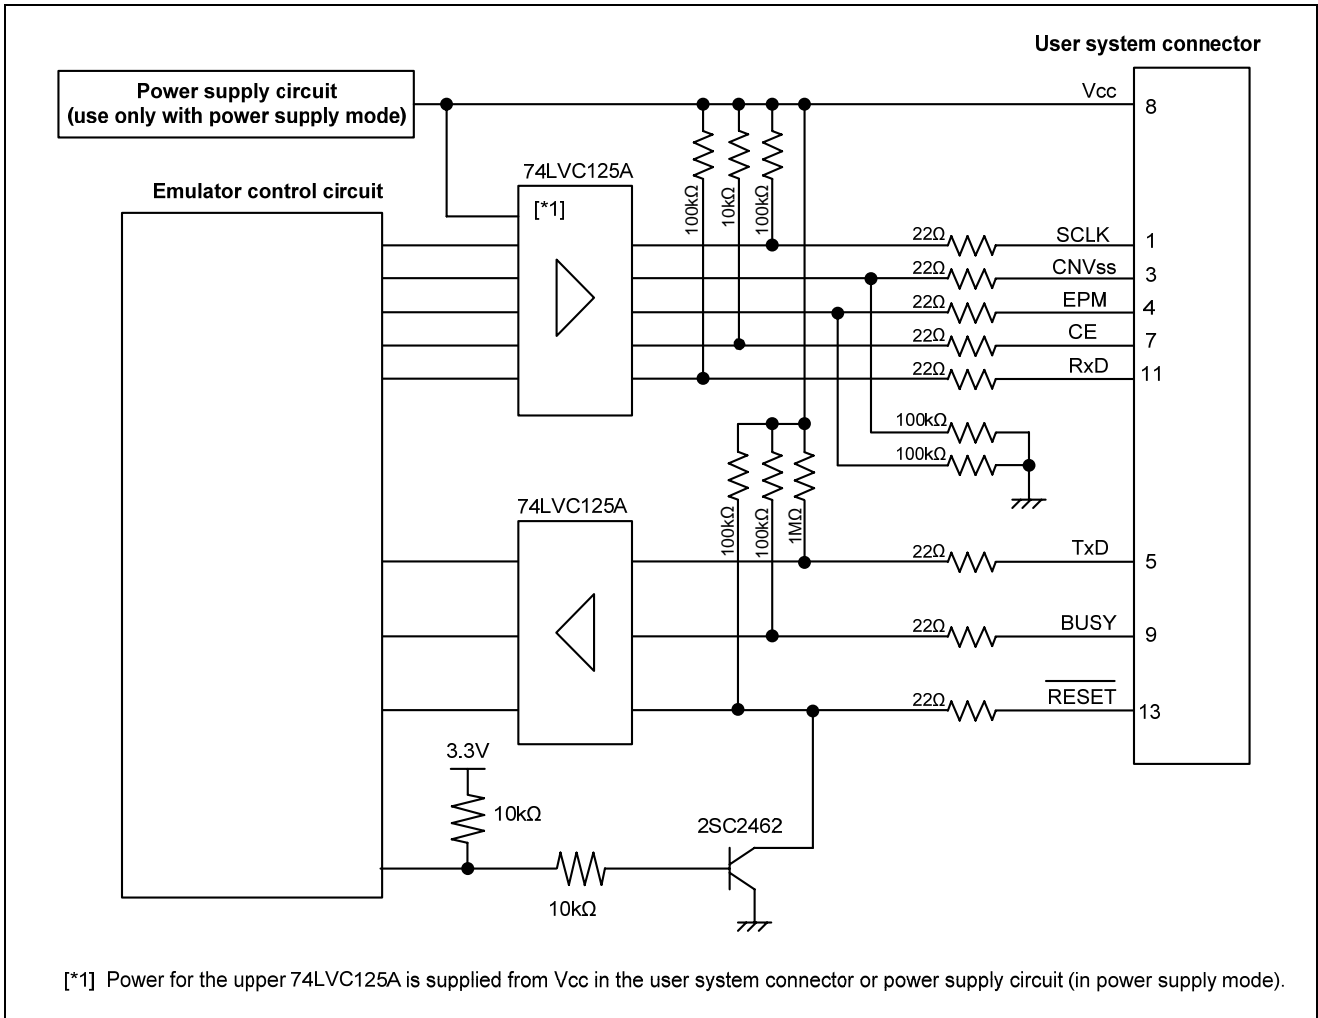 User system connector
Power supply circuit
(use only with power supply mode)
Vcc
8
74LVC125A
[*1]
Emulator control circuit
100kΩ
10kΩ
100kΩ
22Ω
SCLK
1
22Ω
CNVss
3
22Ω
EPM
4
22Ω
CE
7
22Ω
RxD
11
100kΩ
100kΩ
74LVC125A
100kΩ
100kΩ
1MΩ
22Ω
TxD
5
22Ω
BUSY
9
22Ω
RESET
13
3.3V
10kΩ
2SC2462
10kΩ
[*1] Power for the upper 74LVC125A is supplied from Vcc in the user system connector or power supply circuit (in power supply mode).